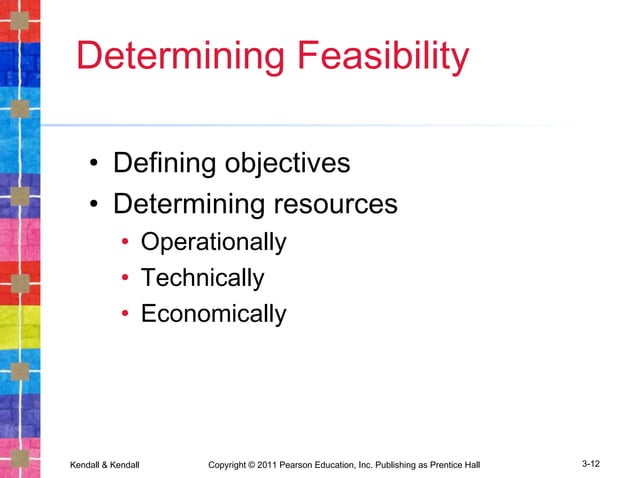 Determining Feasibility
• Defining objectives
• Determining resources
• Operationally
• Technically
• Economically
Kendall & Kendall
Copyright © 2011 Pearson Education, Inc. Publishing as Prentice Hall
3-12